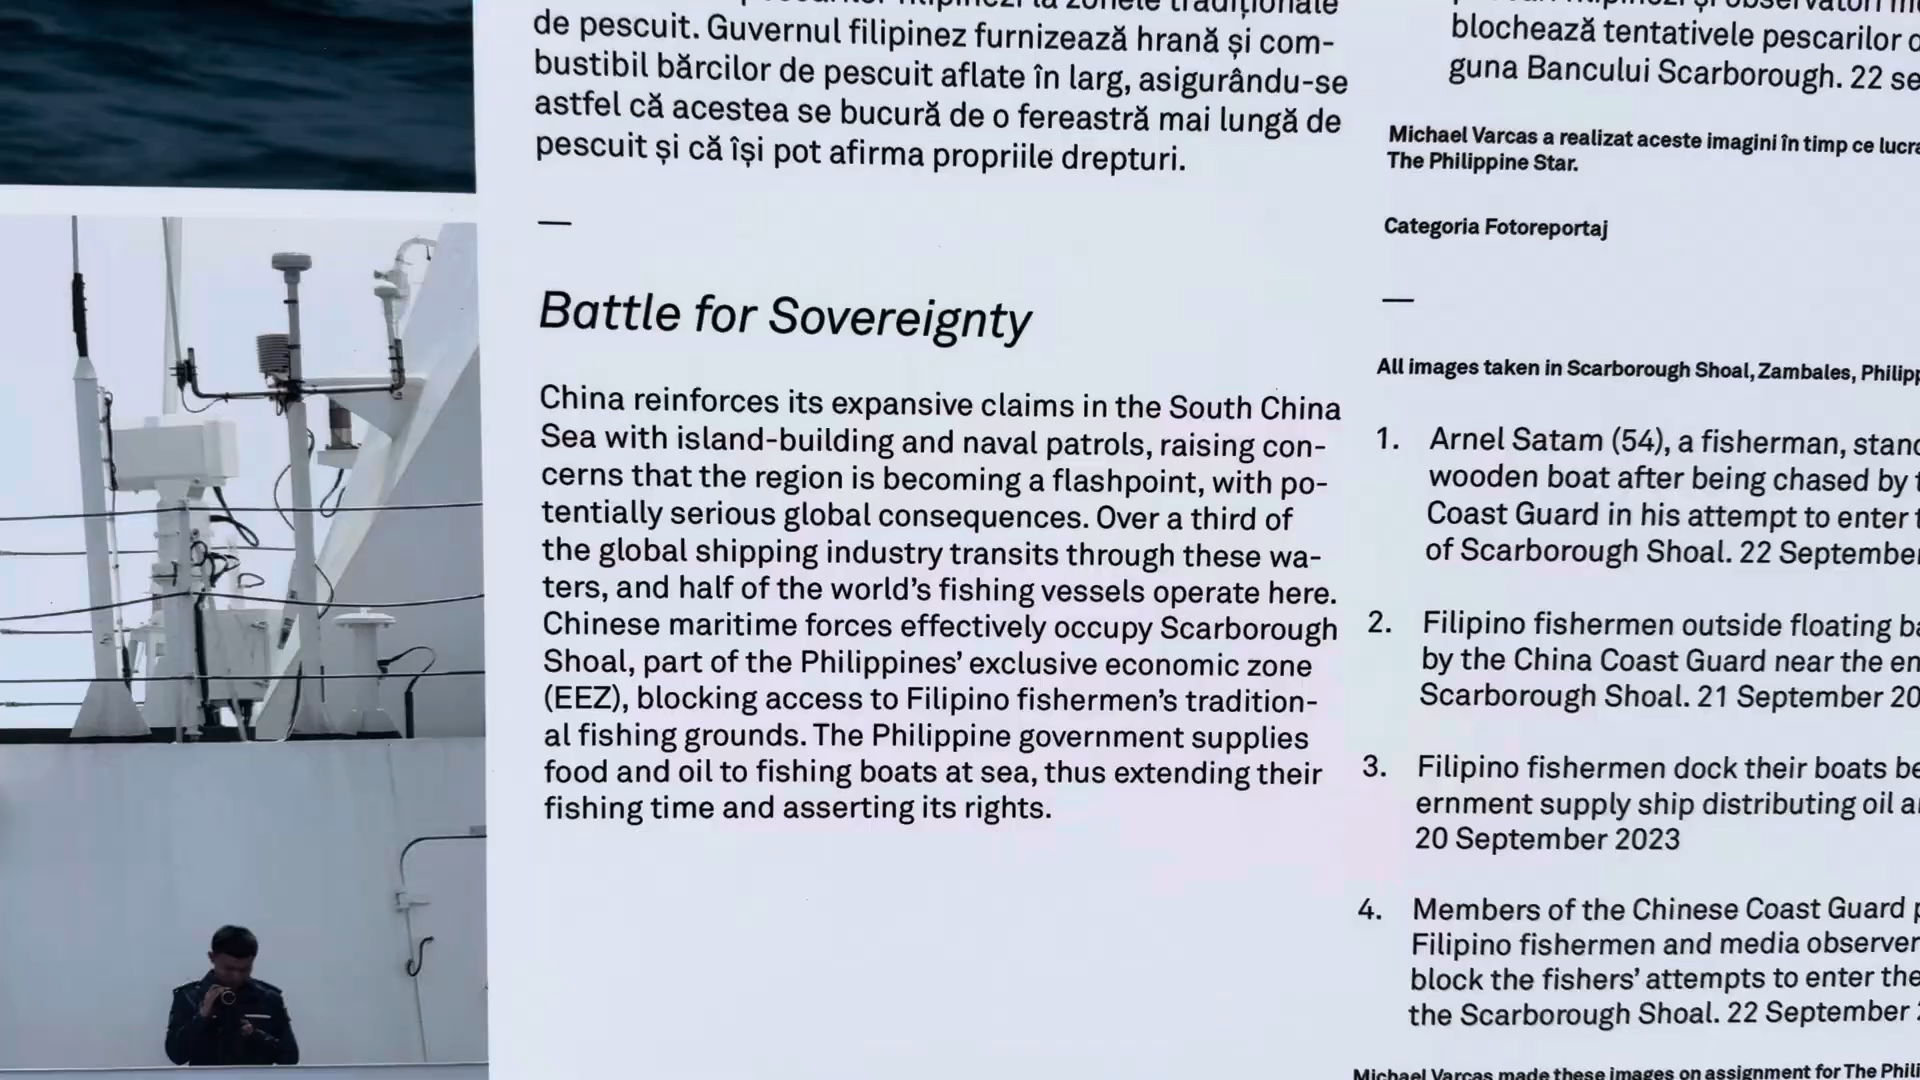 de pescuit. Guvernul filipinez furnizează hrană și com-
bustibil bărcilor de pescuit aflate în larg, asigurându-se
astfel că acestea se bucură de o fereastră mai lungă de
pescuit și că își pot afirma propriile drepturi.
—
Battle for Sovereignty
China reinforces its expansive claims in the South China
Sea with island-building and naval patrols, raising con-
cerns that the region is becoming a flashpoint, with po-
tentially serious global consequences. Over a third of
the global shipping industry transits through these wa-
ters, and half of the world's fishing vessels operate here.
Chinese maritime forces effectively occupy Scarborough
Shoal, part of the Philippines' exclusive economic zone
(EEZ), blocking access to Filipino fishermen's tradition-
al fishing grounds. The Philippine government supplies
food and oil to fishing boats at sea, thus extending their
fishing time and asserting its rights.
blochează tentativele pescarilor
guna Bancului Scarborough. 22
Michael Varcas a realizat aceste imagini în timp ce
The Philippine Star.
Categoria Fotoreportaj
—
All images taken in Scarborough Shoal, Zambales,
1. Arnel Satam (54), a fisherman,
wooden boat after being chased by
Coast Guard in his attempt to enter
of Scarborough Shoal. 22 September
2. Filipino fishermen outside floating
by the China Coast Guard near the
Scarborough Shoal. 21 September
3. Filipino fishermen dock their boats
ernment supply ship distributing oil
20 September 2023
4. Members of the Chinese Coast Guard
Filipino fishermen and media
block the fishers' attempts to enter the
the Scarborough Shoal. 22 September
Michael Varcas made these images on assignment for The